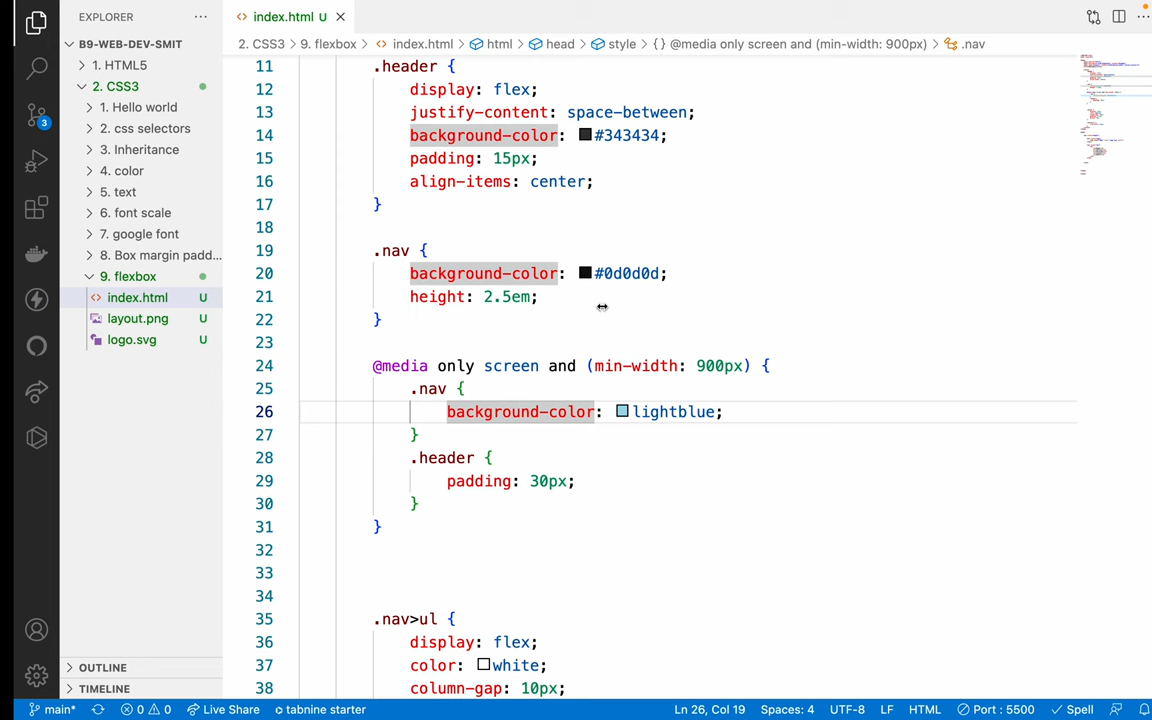 EXPLORER
index.html U
B9-WEB-DEV-SMIT
1. HTML5
2. CSS3
1. Hello world
2. css selectors
3. Inheritance
4. color
5. text
6. font scale
7. google font
8. Box margin padd...
9. flexbox
index.html U
layout.png U
logo.svg U
OUTLINE
TIMELINE
3
2. CSS3 > 9. flexbox > index.html > html > head > style > {} @media only screen and (min-width: 900px) > .nav
11 .header {
12 display: flex;
13 justify-content: space-between;
14 background-color: #343434;
15 padding: 15px;
16 align-items: center;
17 }
18
19 .nav {
20 background-color: #0d0d0d;
21 height: 2.5em;
22 }
23
24 @media only screen and (min-width: 900px) {
25 .nav {
26 background-color: lightblue;
27 }
28 .header {
29 padding: 30px;
30 }
31 }
32
33
34
35 .nav>ul {
36 display: flex;
37 color: white;
38 column-gap: 10px;
main* 0 0 Live Share tabnine starter Ln 26, Col 19 Spaces: 4 UTF-8 LF HTML Port : 5500 Spell